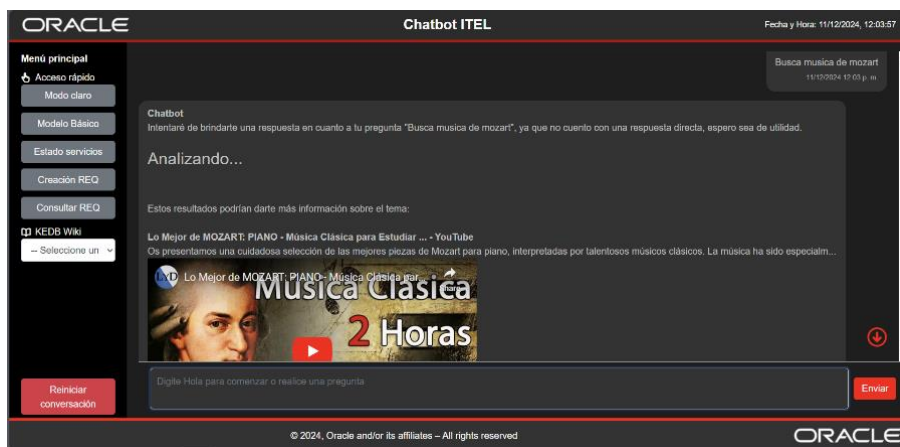 ORACLE
Chatbot ITEL
Fecha y Hora: 11/12/2024, 12:03:57
Menú principal
Acceso rápido
Modo claro
Modelo Básico
Estado servicios
Creación REQ
Consultar REQ
KEDB Wiki
-- Seleccione un
Reiniciar
conversación
Busca musica de mozart
11/12/2024 12:03 p. m.
Chatbot
Intentaré de brindarte una respuesta en cuanto a tu pregunta "Busca musica de mozart", ya que no cuento con una respuesta directa, espero sea de utilidad.
Analizando...
Estos resultados podrían darte más información sobre el tema:
Lo Mejor de MOZART: PIANO - Música Clásica para Estudiar ... - YouTube
Os presentamos una cuidadosa selección de las mejores piezas de Mozart para piano, interpretadas por talentosos músicos clásicos. La música ha sido especialm...
LYD
Lo Mejor de MOZART: PIANO - Música Clásica par...
Share
Música Clásica
2 Horas
Digite Hola para comenzar o realice una pregunta
Enviar
© 2024, Oracle and/or its affiliates – All rights reserved
ORACLE